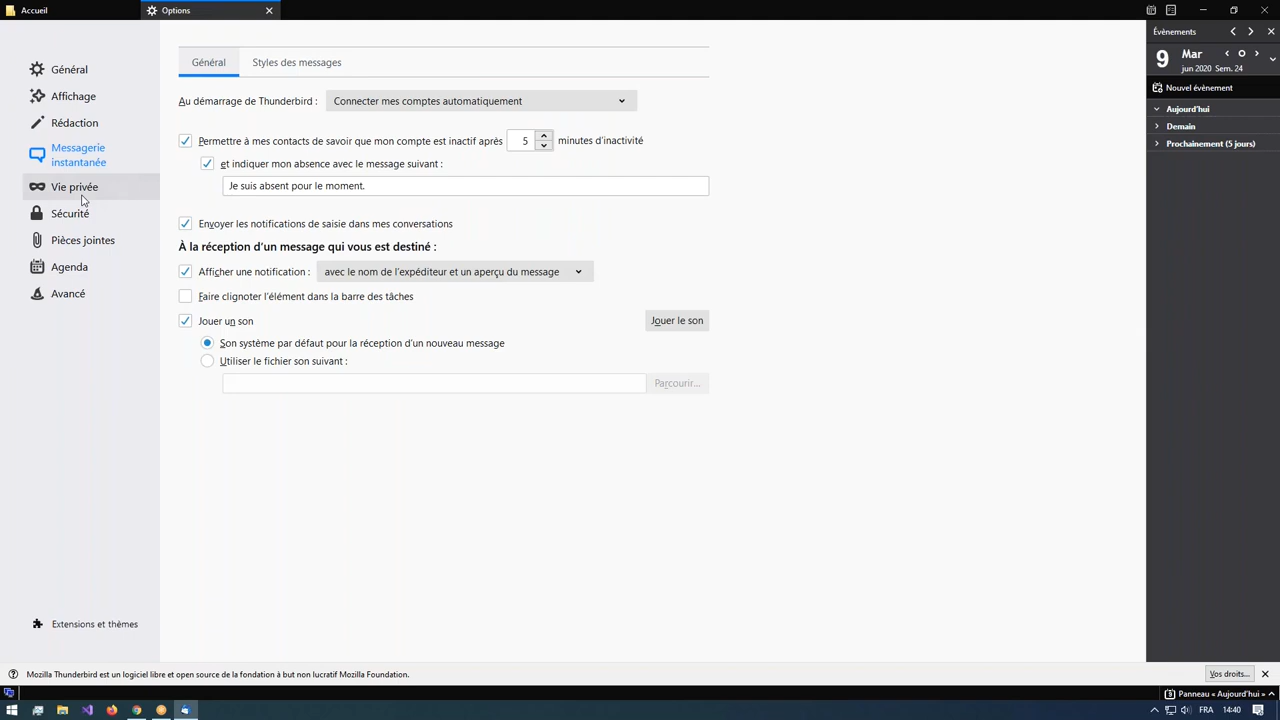 Accueil
Options
Général
Affichage
Rédaction
Messagerie
instantanée
Vie privée
Sécurité
Pièces jointes
Agenda
Avancé
Extensions et thèmes
Général
Styles des messages
Au démarrage de Thunderbird :
Connecter mes comptes automatiquement
Permettre à mes contacts de savoir que mon compte est inactif après 5 minutes d'inactivité
et indiquer mon absence avec le message suivant :
Je suis absent pour le moment.
Envoyer les notifications de saisie dans mes conversations
À la réception d'un message qui vous est destiné :
Afficher une notification : avec le nom de l'expéditeur et un aperçu du message
Faire clignoter l'élément dans la barre des tâches
Jouer un son
Jouer le son
Son système par défaut pour la réception d'un nouveau message
Utiliser le fichier son suivant :
Parcourir...
Évènements
9
Mar
jun 2020 Sem. 24
Nouvel évènement
Aujourd'hui
Demain
Prochainement (5 jours)
Mozilla Thunderbird est un logiciel libre et open source de la fondation à but non lucratif Mozilla Foundation.
Vos droits...
Panneau « Aujourd'hui »
FRA
14:40